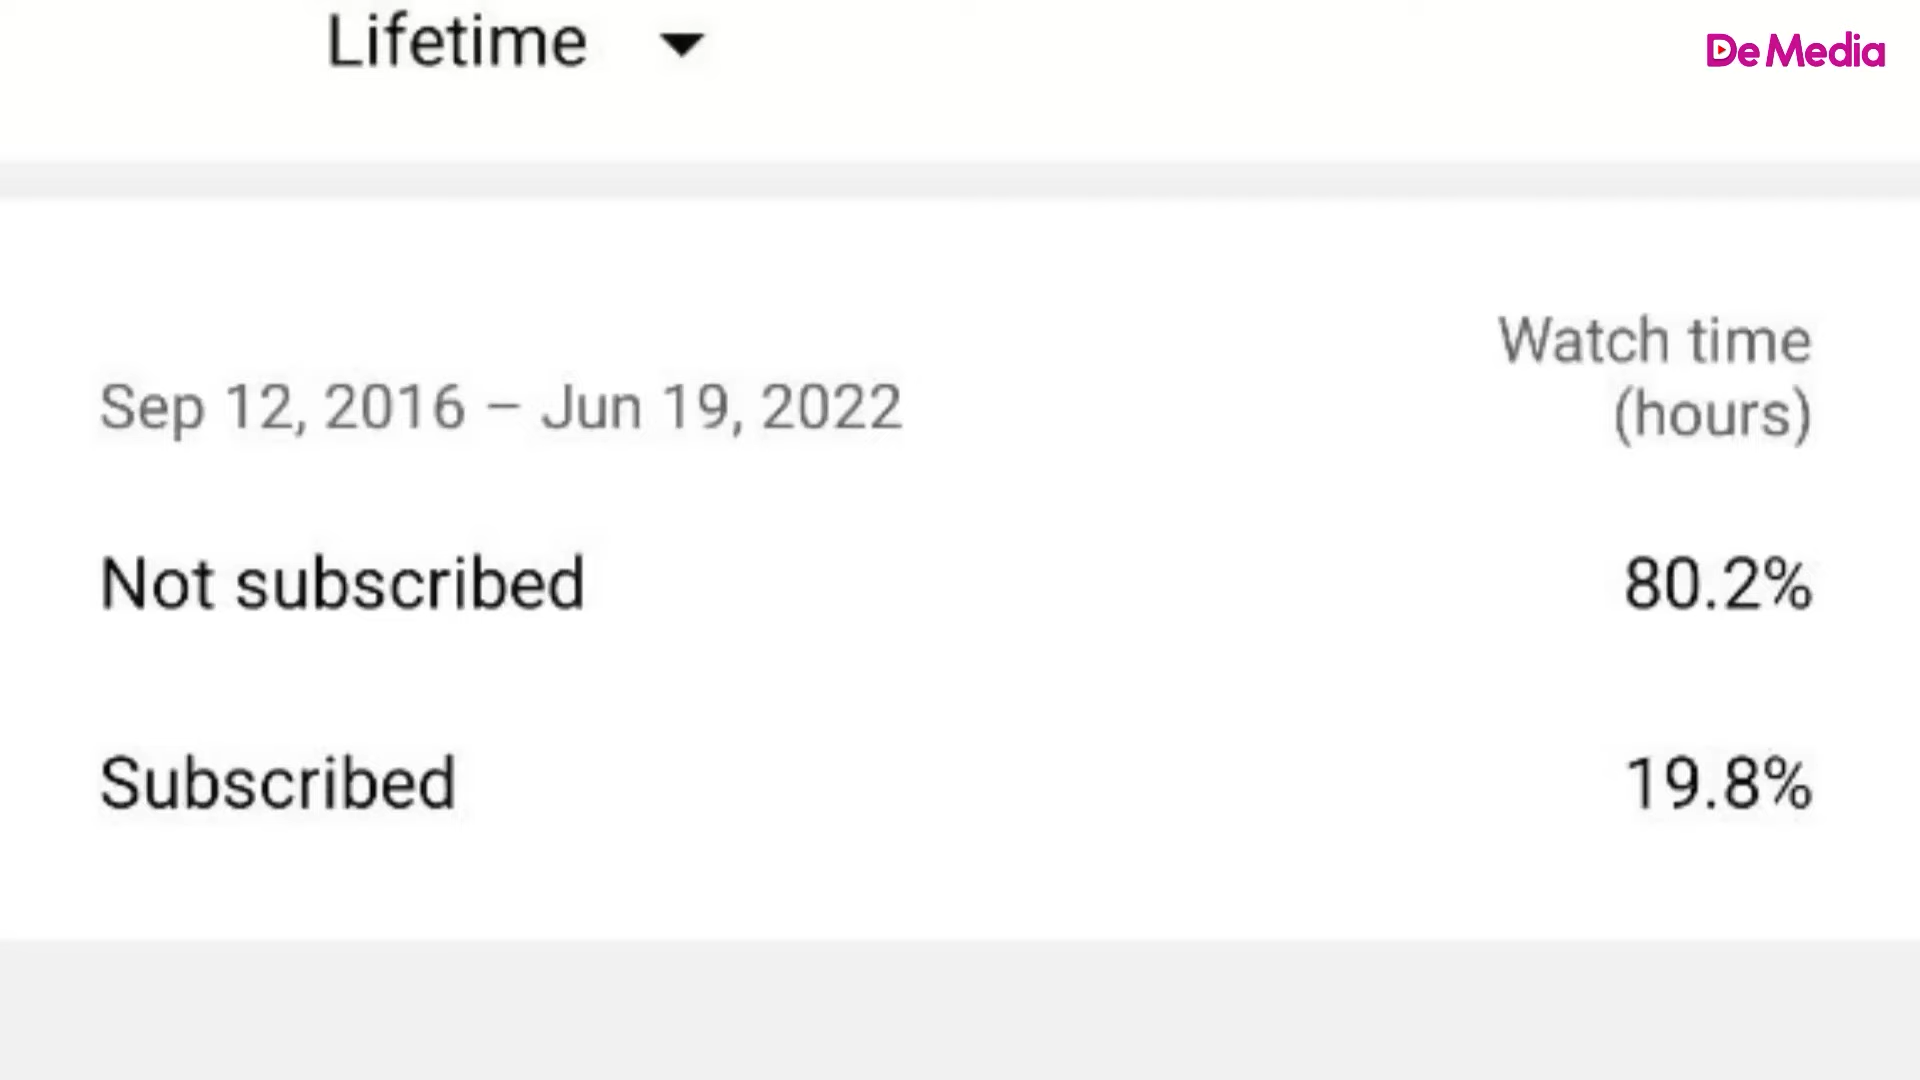 Lifetime
De Media
Watch time
(hours)
Sep 12, 2016 – Jun 19, 2022
Not subscribed 80.2%
Subscribed 19.8%